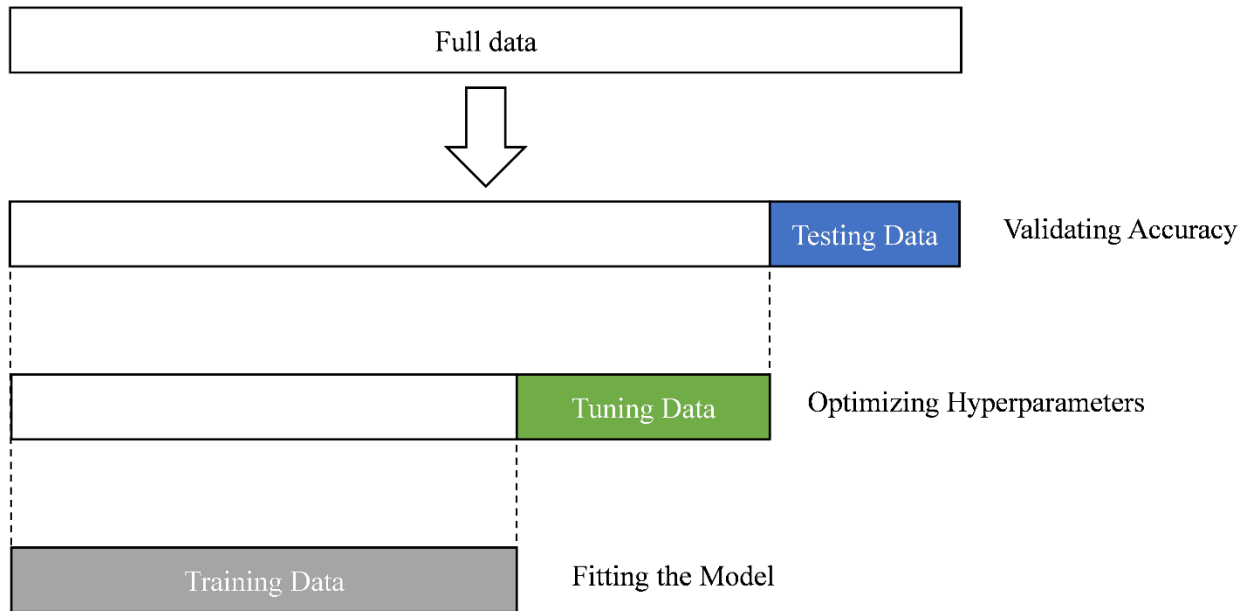 Full data
Testing Data
Validating Accuracy
Tuning Data
Optimizing Hyperparameters
Training Data
Fitting the Model